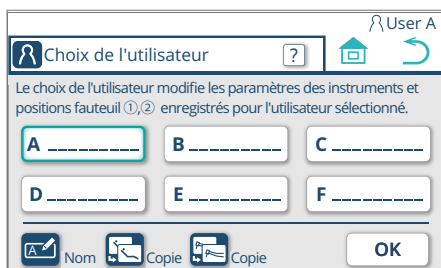 User A
Choix de l'utilisateur ?
Le choix de l'utilisateur modifie les paramètres des instruments et
positions fauteuil ①,② enregistrés pour l'utilisateur sélectionné.
A _________ B _________ C _________
D _________ E _________ F _________
A Nom Copie Copie OK